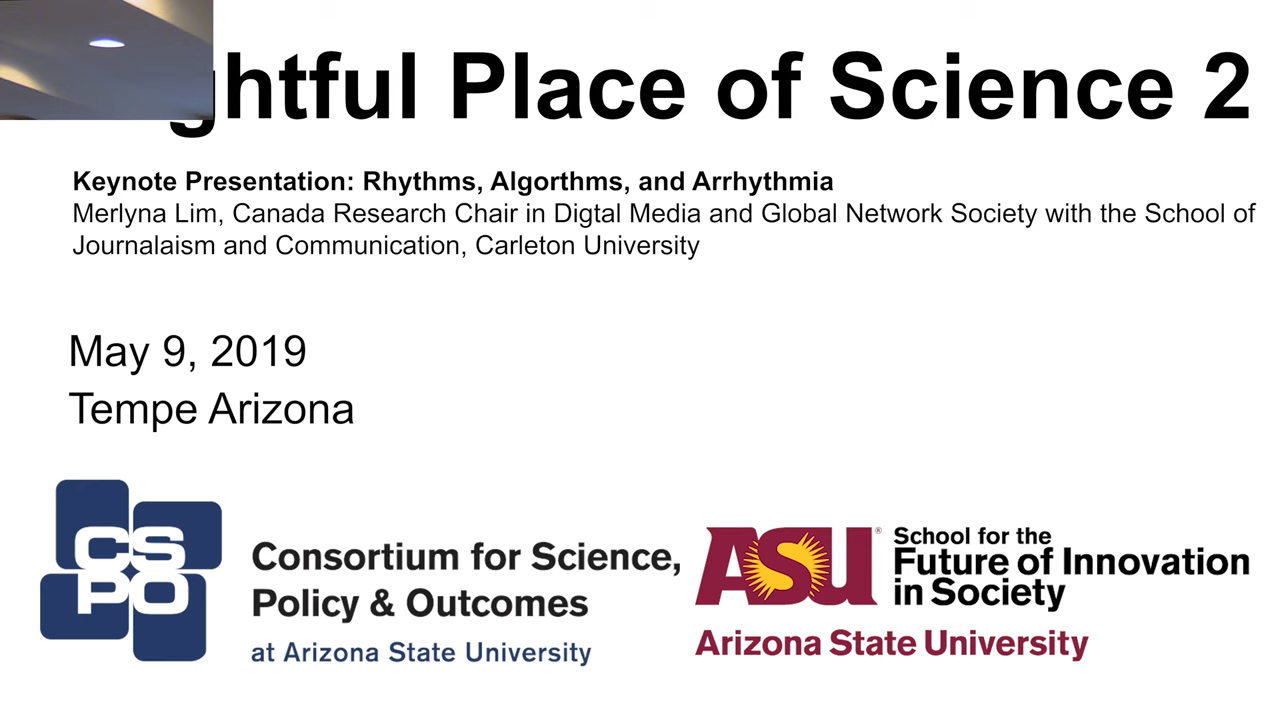 ghtful Place of Science 2
Keynote Presentation: Rhythms, Algorthms, and Arrhythmia
Merlyna Lim, Canada Research Chair in Digtal Media and Global Network Society with the School of
Journalaism and Communication, Carleton University
May 9, 2019
Tempe Arizona
CS
PO
Consortium for Science,
Policy & Outcomes
at Arizona State University
ASU®
School for the
Future of Innovation
in Society
Arizona State University